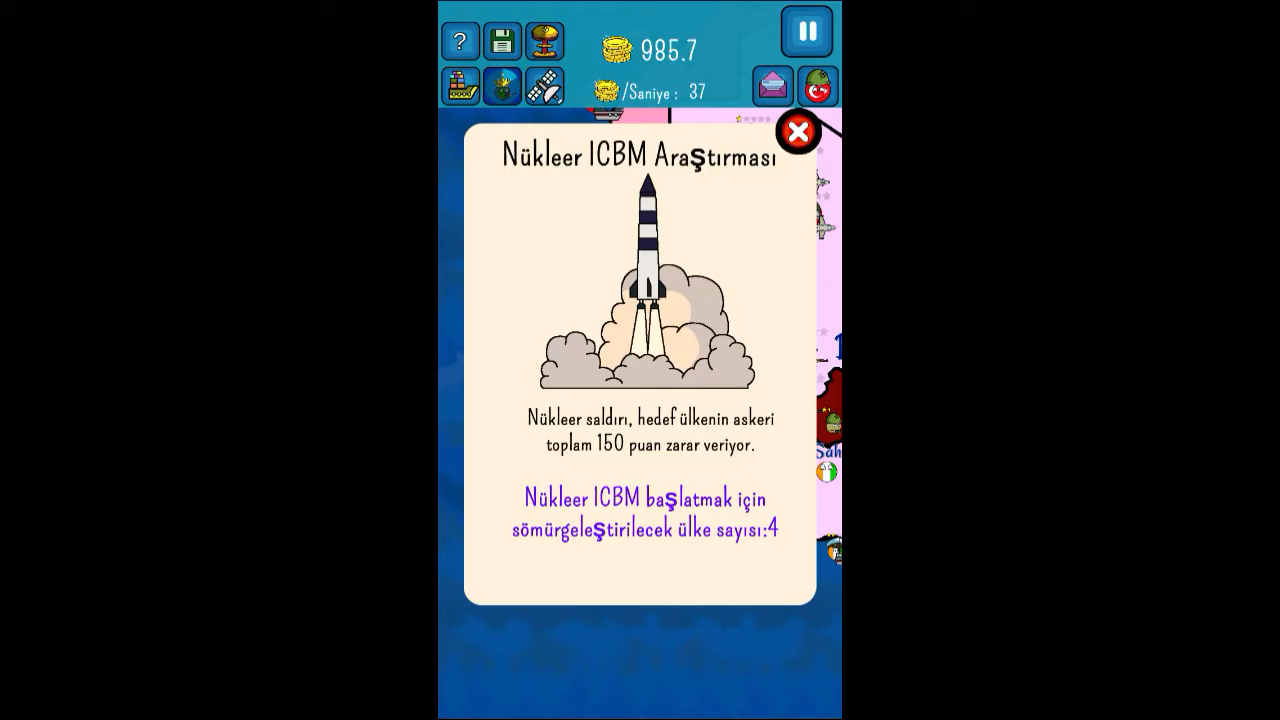 ?
985.7
/Saniye : 37
Nükleer ICBM Araştırması
Nükleer saldırı, hedef ülkenin askeri
toplam 150 puan zarar veriyor.
Nükleer ICBM başlatmak için
sömürgeleştirilecek ülke sayısı:4
Sah